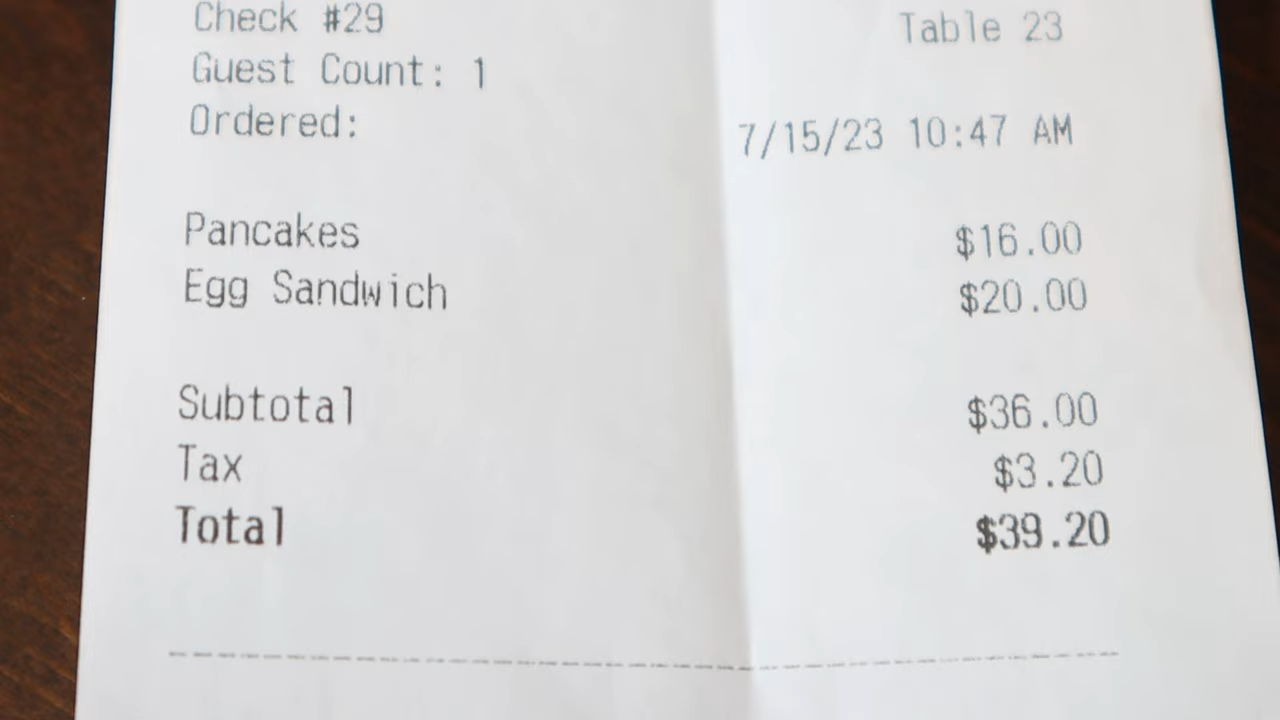 Check #29 Table 23
Guest Count: 1
Ordered: 7/15/23 10:47 AM
Pancakes $16.00
Egg Sandwich $20.00
Subtotal $36.00
Tax $3.20
Total $39.20